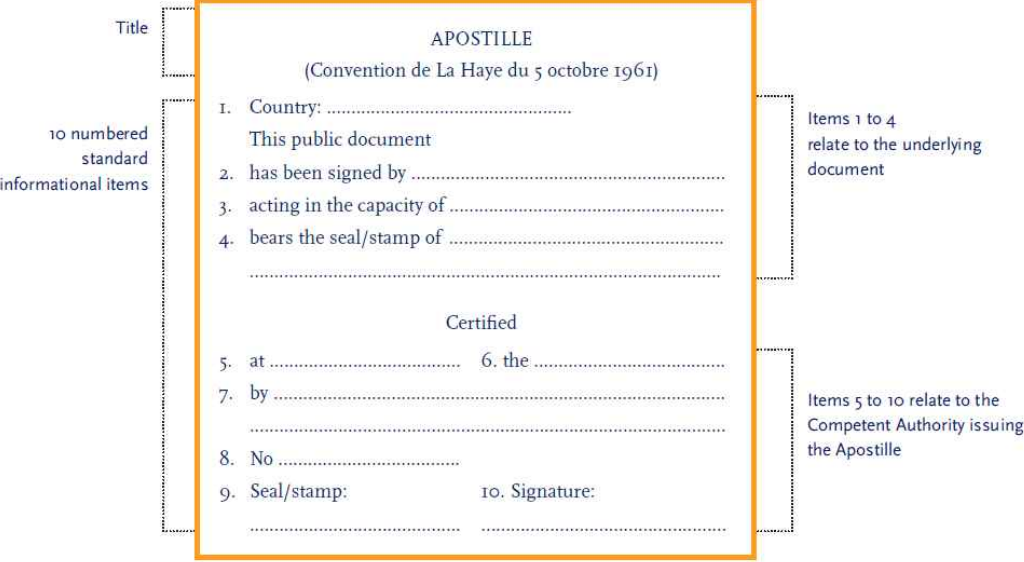 Title
APOSTILLE
(Convention de La Haye du 5 octobre 1961)
10 numbered
standard
informational items
1. Country: .................................................
This public document
2. has been signed by ................................................................
3. acting in the capacity of ........................................................
4. bears the seal/stamp of ........................................................
................................................................................................
Items 1 to 4
relate to the underlying
document
Certified
5. at ....................................... 6. the .......................................
7. by ............................................................................................
.................................................................................................
8. No .....................................
9. Seal/stamp: 10. Signature:
........................................... ..................................................
Items 5 to 10 relate to the
Competent Authority issuing
the Apostille